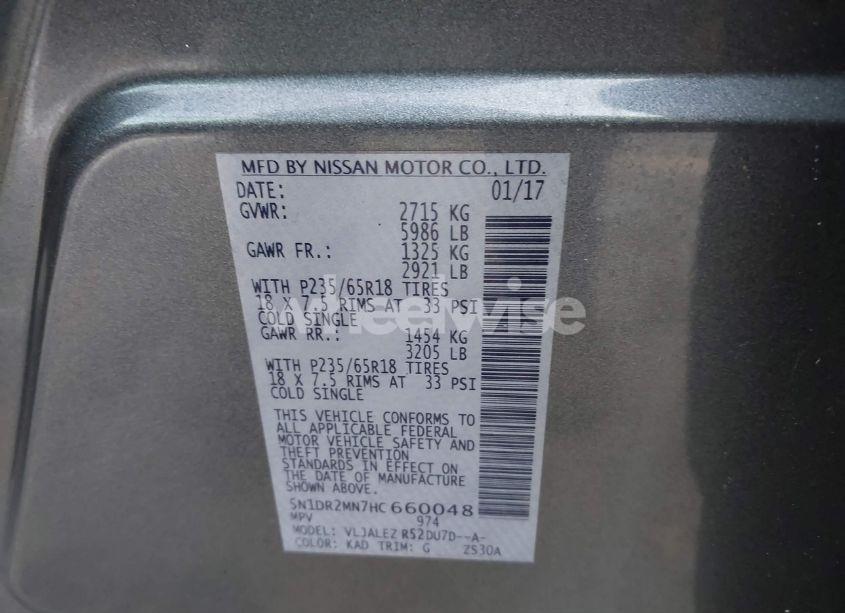 MFD BY NISSAN MOTOR CO., LTD.
DATE: 01/17
GVWR: 2715 KG
5986 LB
GAWR FR.: 1325 KG
2921 LB
WITH P235/65R18 TIRES
18 X 7.5 RIMS AT 33 PSI
COLD SINGLE
GAWR RR.: 1454 KG
3205 LB
WITH P235/65R18 TIRES
18 X 7.5 RIMS AT 33 PSI
COLD SINGLE
THIS VEHICLE CONFORMS TO
ALL APPLICABLE FEDERAL
MOTOR VEHICLE SAFETY AND
THEFT PREVENTION
STANDARDS IN EFFECT ON
THE DATE OF MANUFACTURE
SHOWN ABOVE.
5N1DR2MN7HC660048
MPV 974
MODEL: VLJALEZ R52DU7D--A-
COLOR: KAD TRIM: G ZS30A
wheelwise